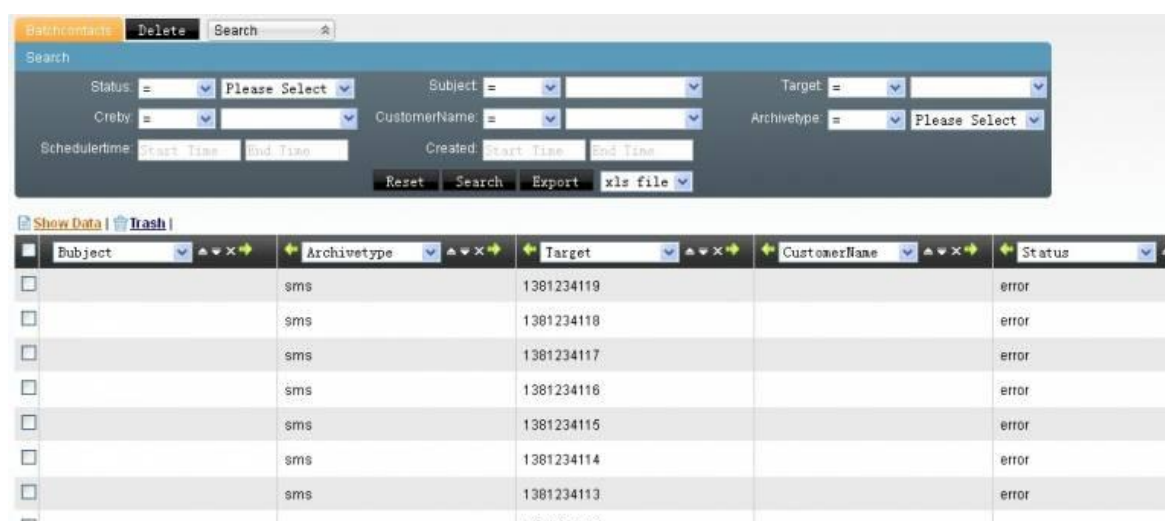 Batchcontacts Delete Search
Search
Status: = Please Select Subject: = Target: =
Creby: = CustomerName: = Archivetype: = Please Select
Schedulertime: Start Time End Time Created: Start Time End Time
Reset Search Export xls file
Show Data | Trash |
Bubject Archivetype Target CustomerName Status
sms 1381234119 error
sms 1381234118 error
sms 1381234117 error
sms 1381234116 error
sms 1381234115 error
sms 1381234114 error
sms 1381234113 error